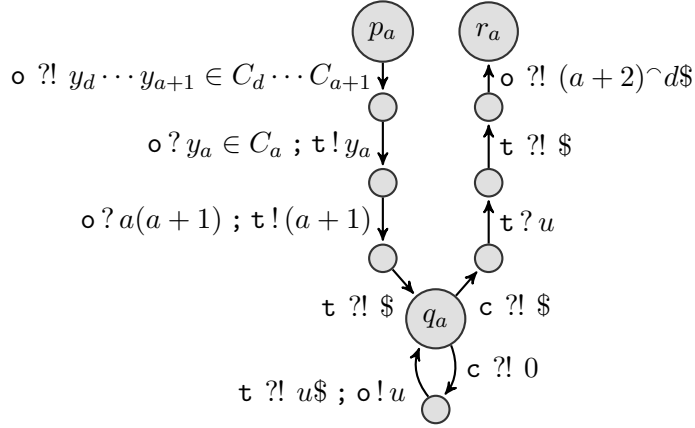 p_a r_a
o ?! y_d ⋯ y_{a+1} ∈ C_d ⋯ C_{a+1} o ?! (a + 2)⌢d$
o ? y_a ∈ C_a ; t ! y_a t ?! $
o ? a(a + 1) ; t ! (a + 1) t ? u
t ?! $ q_a c ?! $
c ?! 0
t ?! u$ ; o ! u